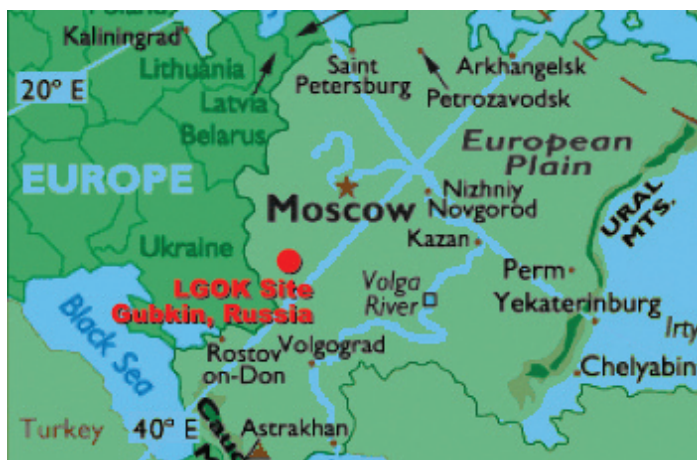 Kaliningrad
Lithuania
20° E
Latvia
Belarus
EUROPE
Ukraine
Saint
Petersburg
Arkhangelsk
Petrozavodsk
European
Plain
Moscow
Nizhniy
Novgorod
Kazan
URAL
MTS.
LGOK Site
Gubkin, Russia
Volga
River
Perm
Yekaterinburg
Irty
Black Sea
Rostov
on-Don
Volgograd
Chelyabin
Turkey
40° E
Astrakhan